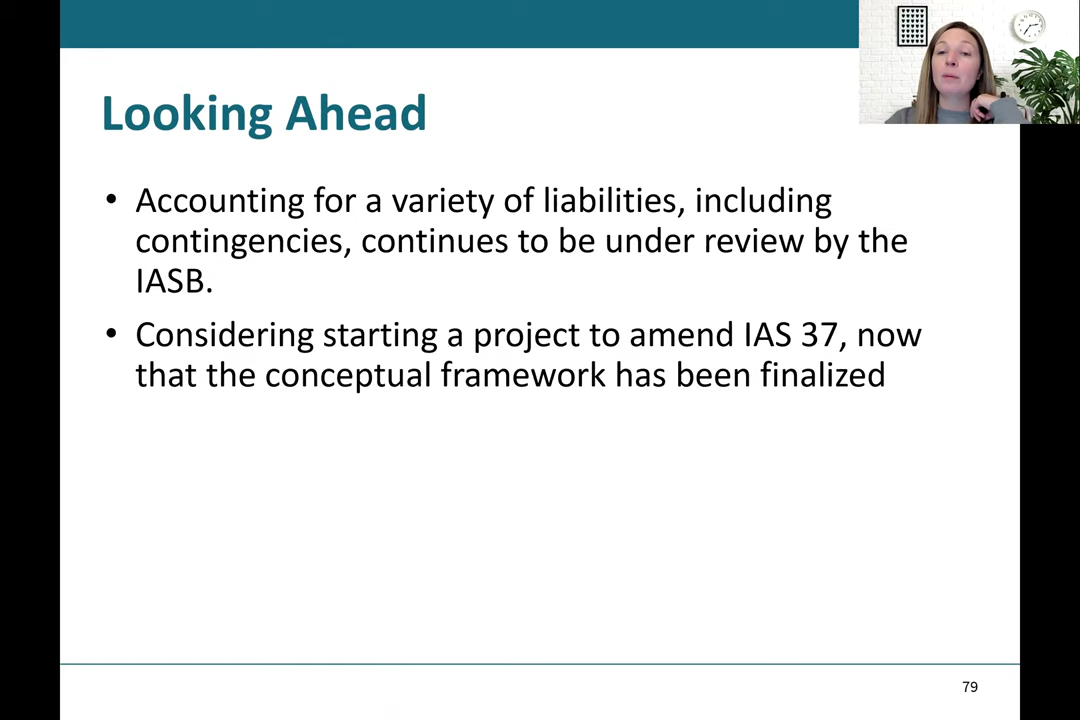 Looking Ahead
• Accounting for a variety of liabilities, including
contingencies, continues to be under review by the
IASB.
• Considering starting a project to amend IAS 37, now
that the conceptual framework has been finalized
79